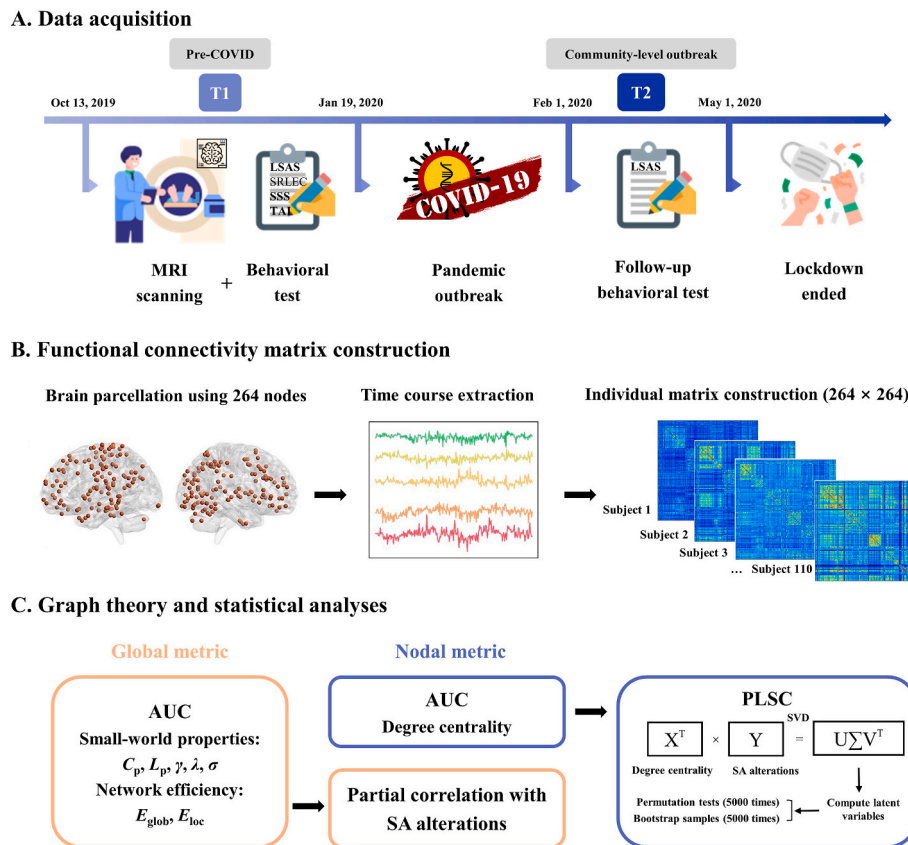 A. Data acquisition
Pre-COVID
Community-level outbreak
T1
T2
Oct 13, 2019
Jan 19, 2020
Feb 1, 2020
May 1, 2020
LSAS
SRLEC
SSS
TAI
COVID-19
LSAS
MRI
scanning
+
Behavioral
test
Pandemic
outbreak
Follow-up
behavioral test
Lockdown
ended
B. Functional connectivity matrix construction
Brain parcellation using 264 nodes
Time course extraction
Individual matrix construction (264 × 264)
Subject 1
Subject 2
Subject 3
... Subject 110
C. Graph theory and statistical analyses
Global metric
Nodal metric
AUC
Small-world properties:
Cp, Lp, γ, λ, σ
Network efficiency:
Eglob, Eloc
AUC
Degree centrality
Partial correlation with
SA alterations
PLSC
SVD
X^T × Y = U∑V^T
Degree centrality SA alterations
Permutation tests (5000 times)
Bootstrap samples (5000 times)
Compute latent
variables